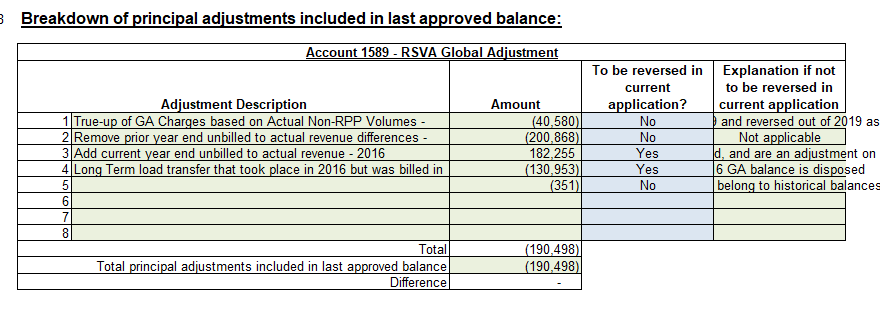 Breakdown of principal adjustments included in last approved balance:
Account 1589 - RSVA Global Adjustment
Adjustment Description Amount To be reversed in current application? Explanation if not to be reversed in current application
1 True-up of GA Charges based on Actual Non-RPP Volumes - (40,580) No and reversed out of 2019 as
2 Remove prior year end unbilled to actual revenue differences - (200,868) No Not applicable
3 Add current year end unbilled to actual revenue - 2016 182,255 Yes d, and are an adjustment on
4 Long Term load transfer that took place in 2016 but was billed in (130,953) Yes 6 GA balance is disposed
5 (351) No belong to historical balances
6
7
8
Total (190,498)
Total principal adjustments included in last approved balance (190,498)
Difference -